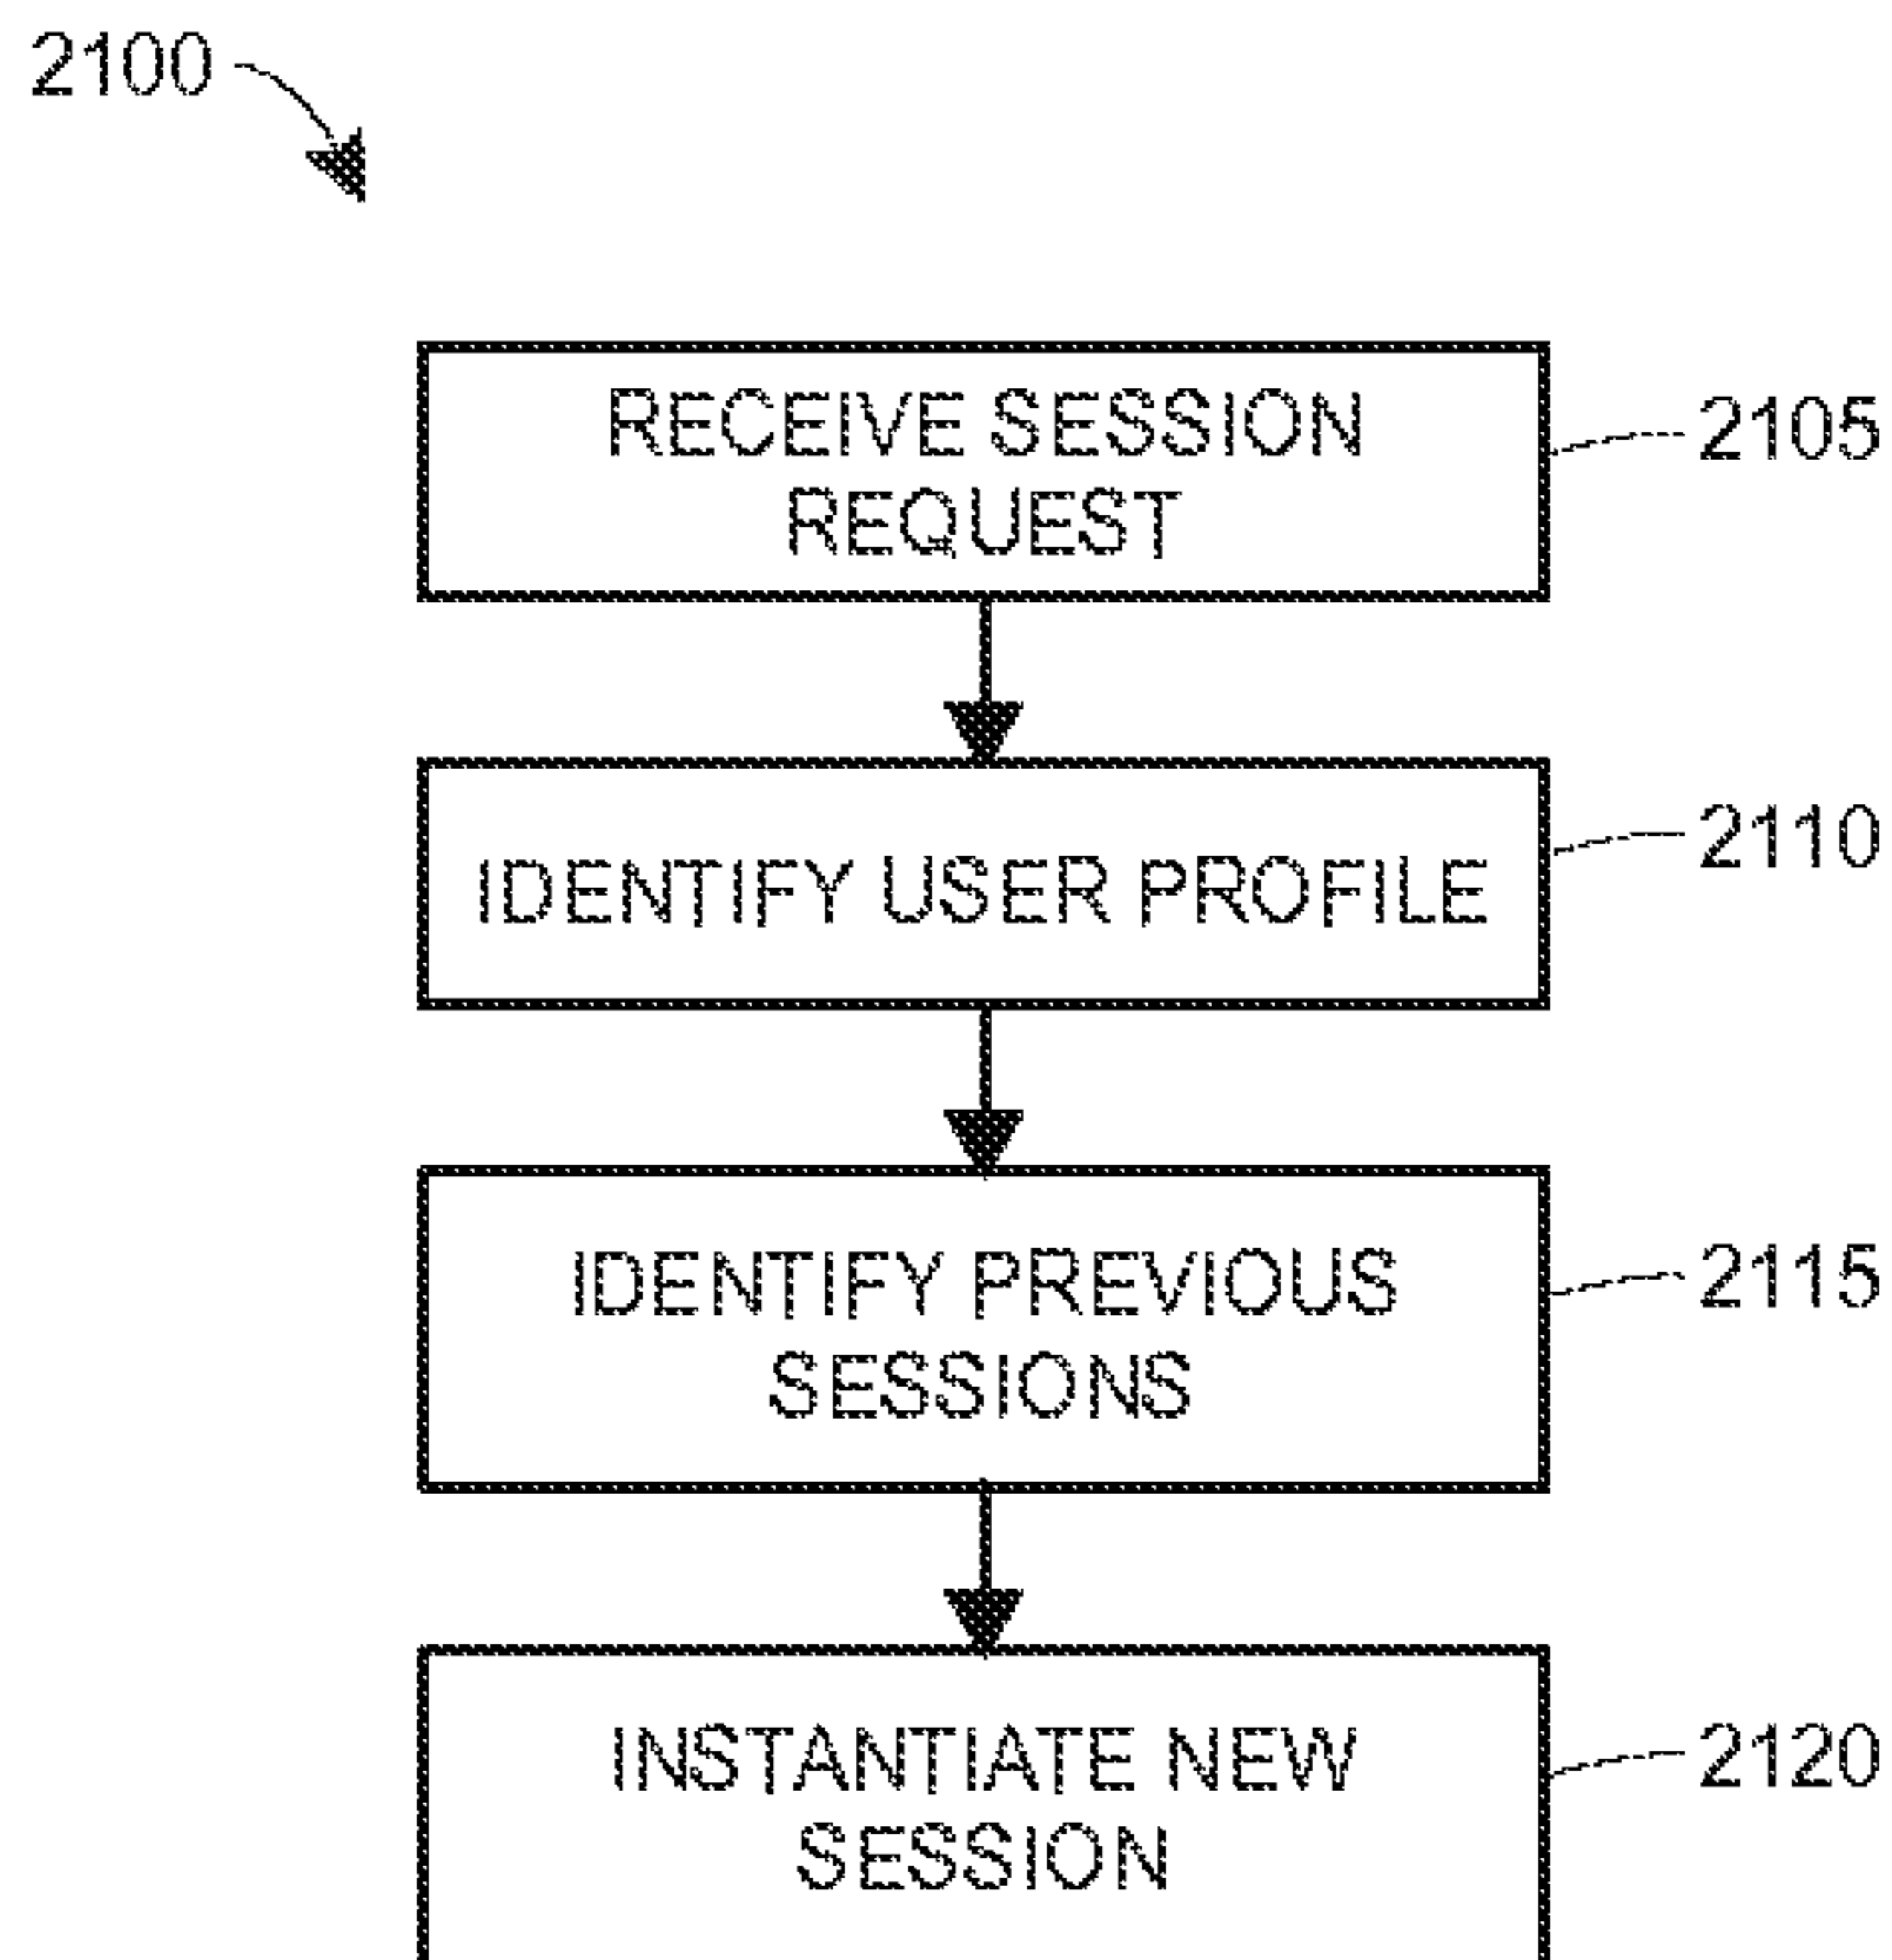 2100
RECEIVE SESSION
REQUEST
2105
IDENTIFY USER PROFILE
2110
IDENTIFY PREVIOUS
SESSIONS
2115
INSTANTIATE NEW
SESSION
2120